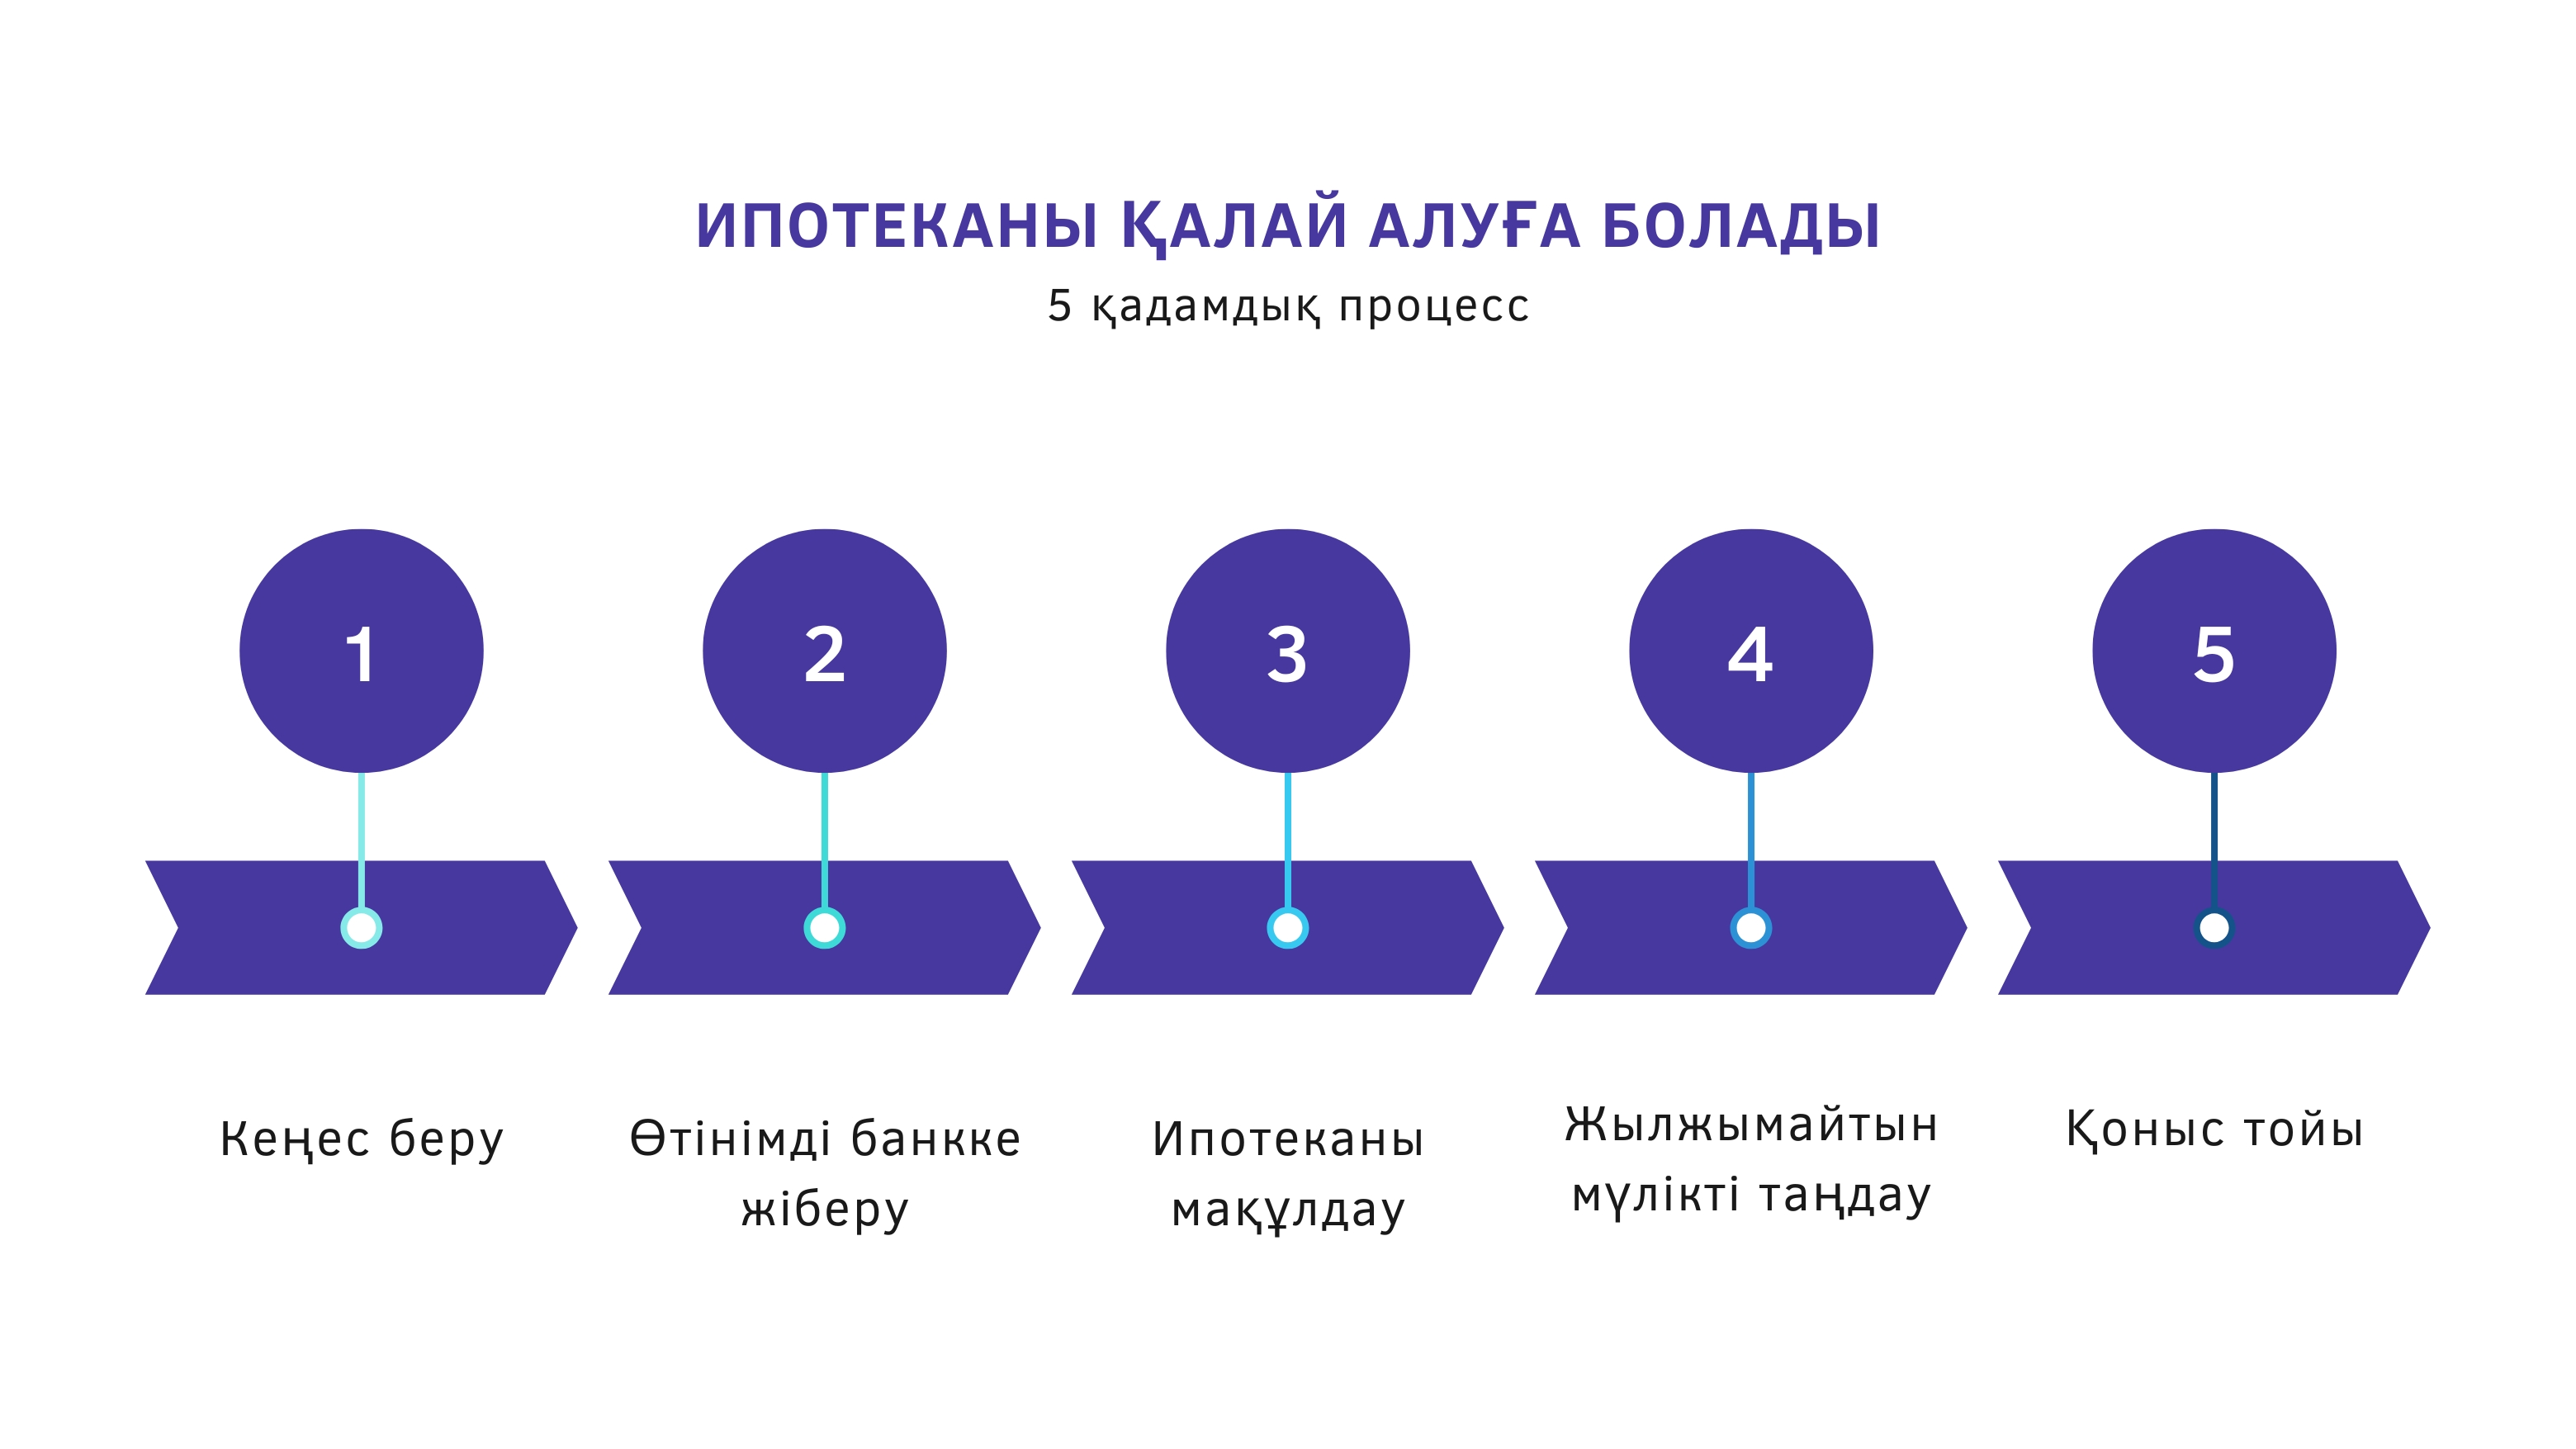 ИПОТЕКАНЫ ҚАЛАЙ АЛУҒА БОЛАДЫ
5 қадамдық процесс
1
2
3
4
5
Кеңес беру
Өтінімді банкке
жіберу
Ипотеканы
мақұлдау
Жылжымайтын
мүлікті таңдау
Қоныс тойы